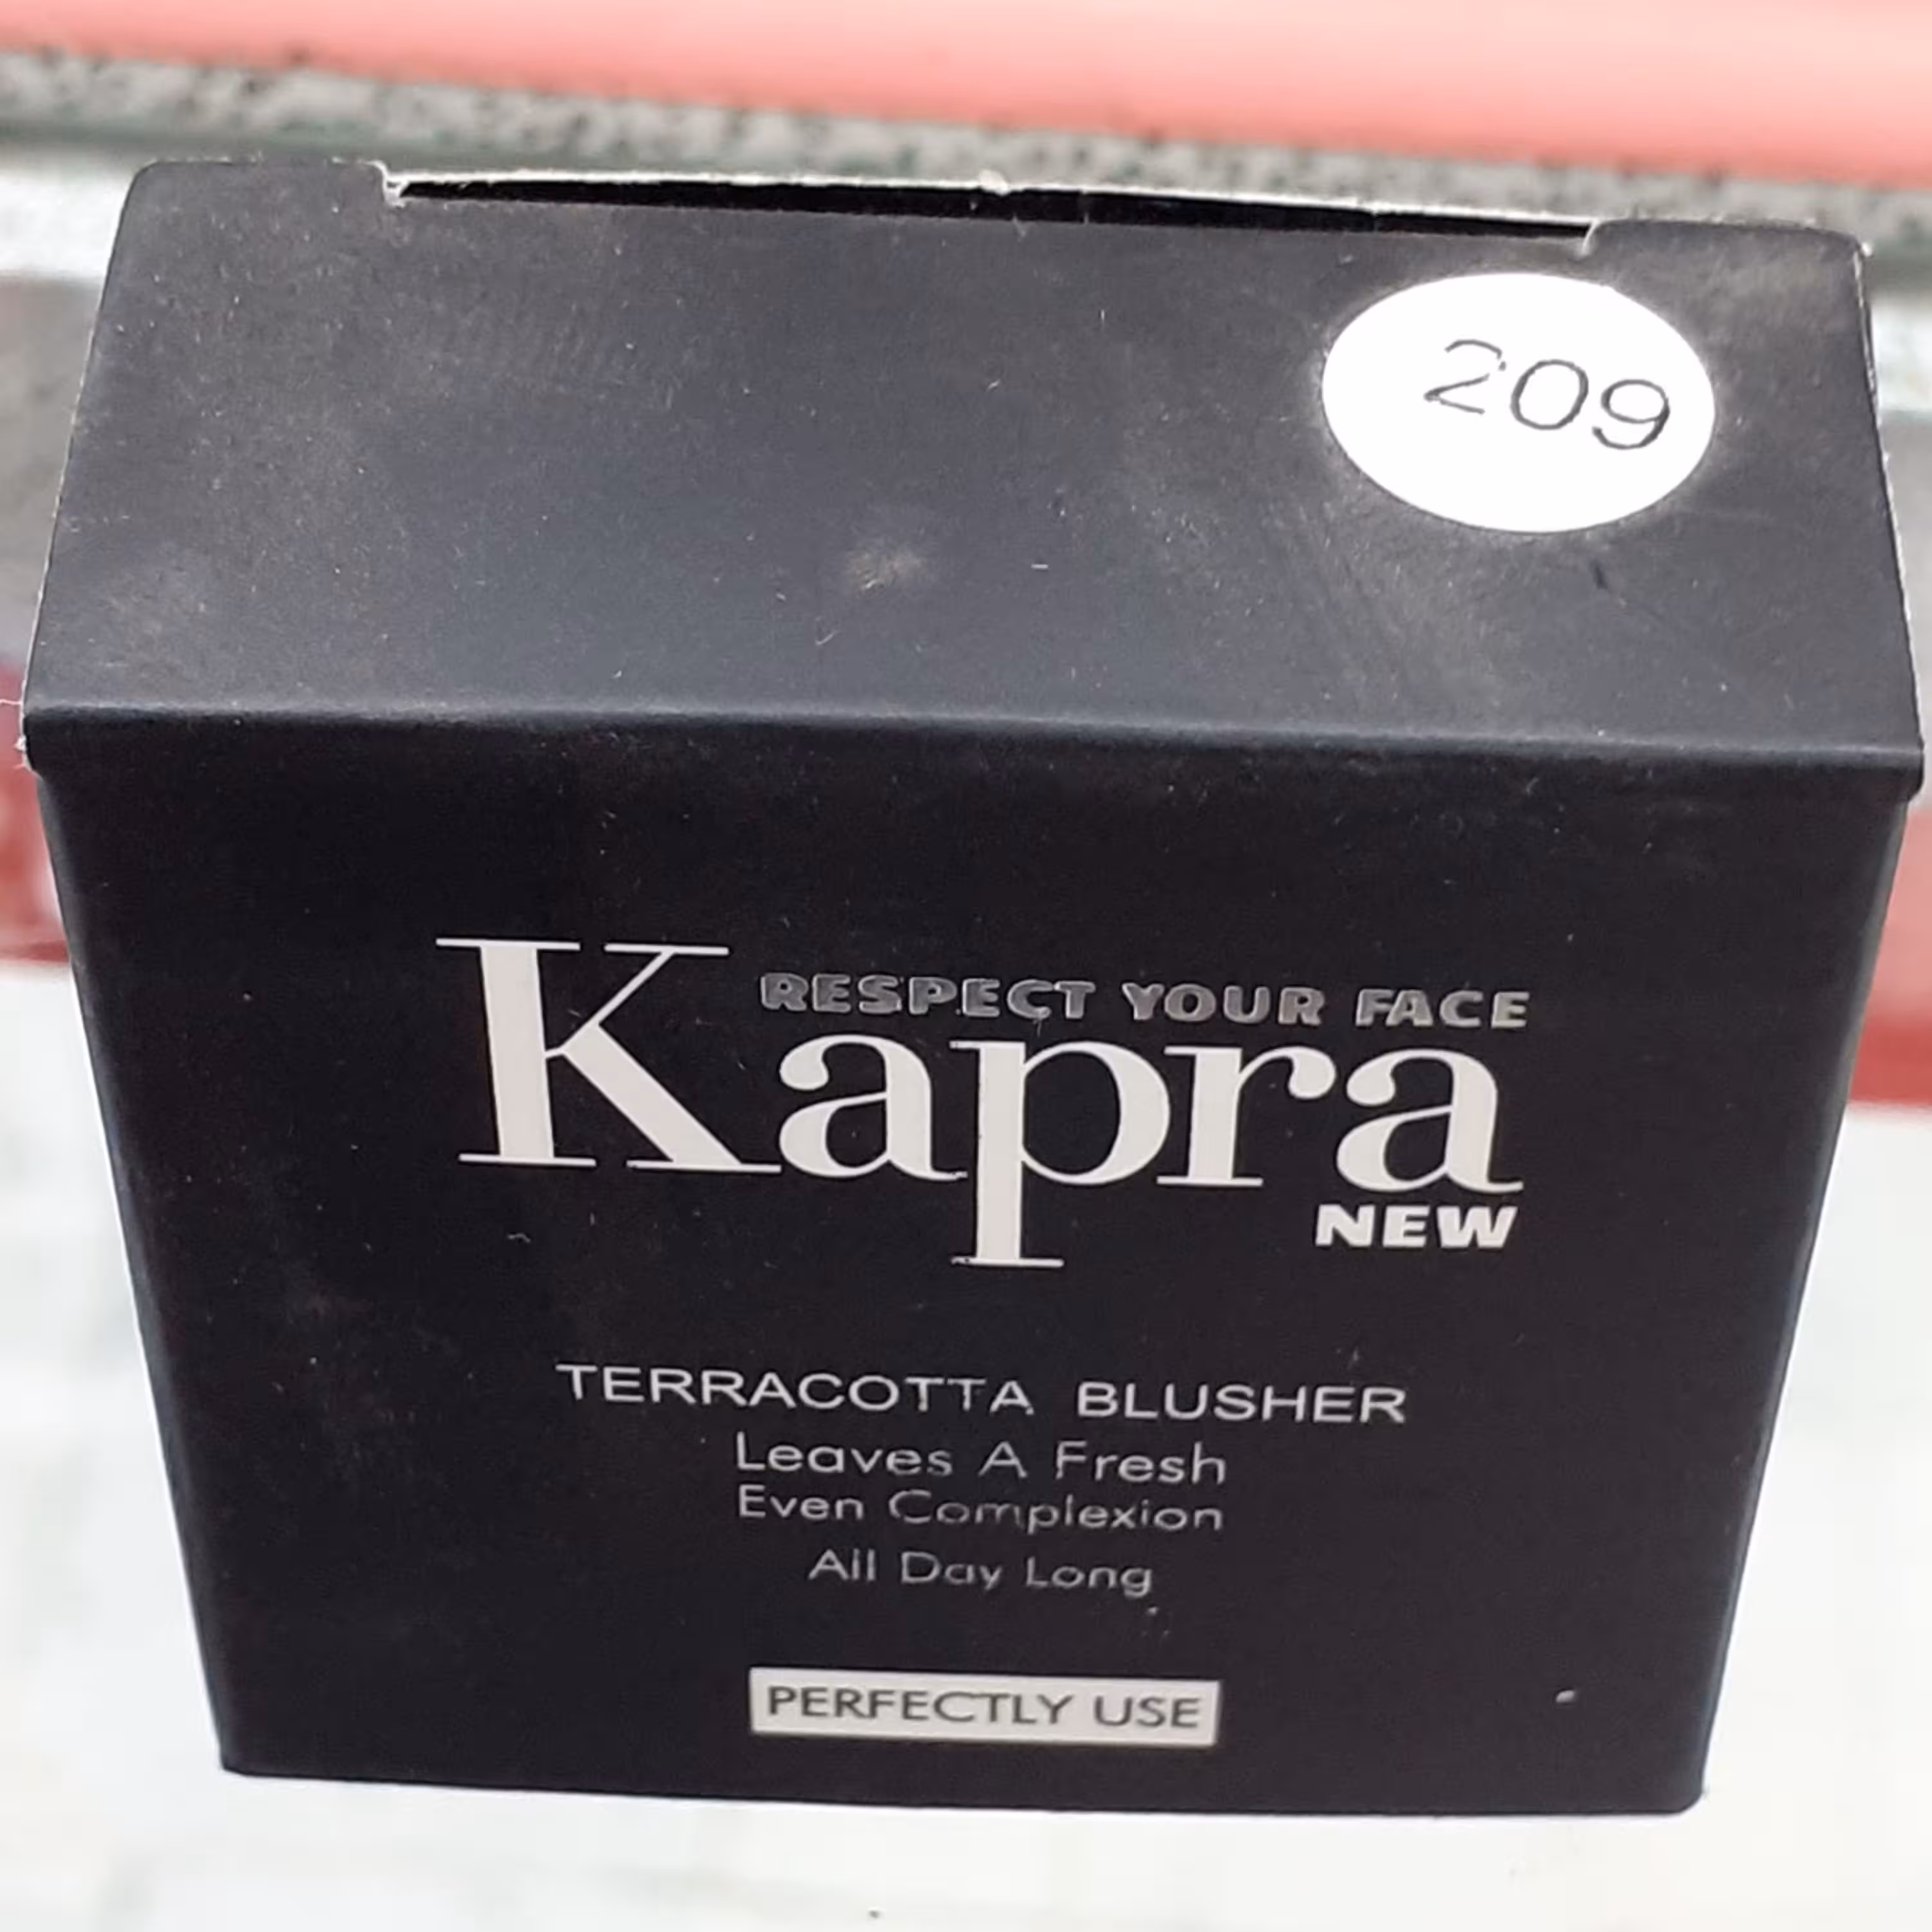 209
RESPECT YOUR FACE
Kapra
NEW
TERRACOTTA BLUSHER
Leaves A Fresh
Even Complexion
All Day Long
PERFECTLY USE